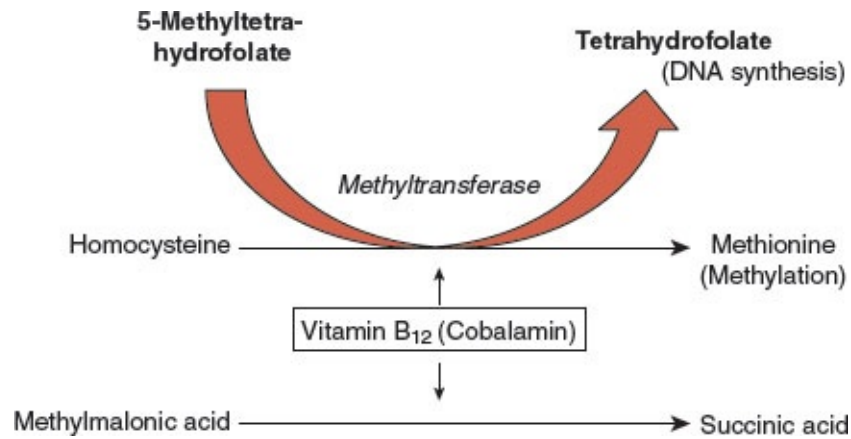 5-Methyltetra-
hydrofolate
Tetrahydrofolate
(DNA synthesis)
Methyltransferase
Homocysteine
Methionine
(Methylation)
Vitamin B₁₂ (Cobalamin)
Methylmalonic acid
Succinic acid